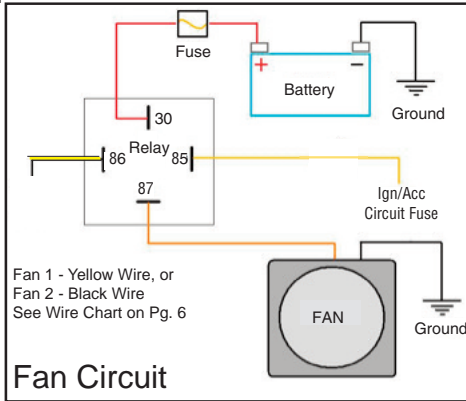 Fuse
+
−
Battery
Ground
30
Relay
86
85
87
Ign/Acc
Circuit Fuse
Fan 1 - Yellow Wire, or
Fan 2 - Black Wire
See Wire Chart on Pg. 6
FAN
Ground
Fan Circuit